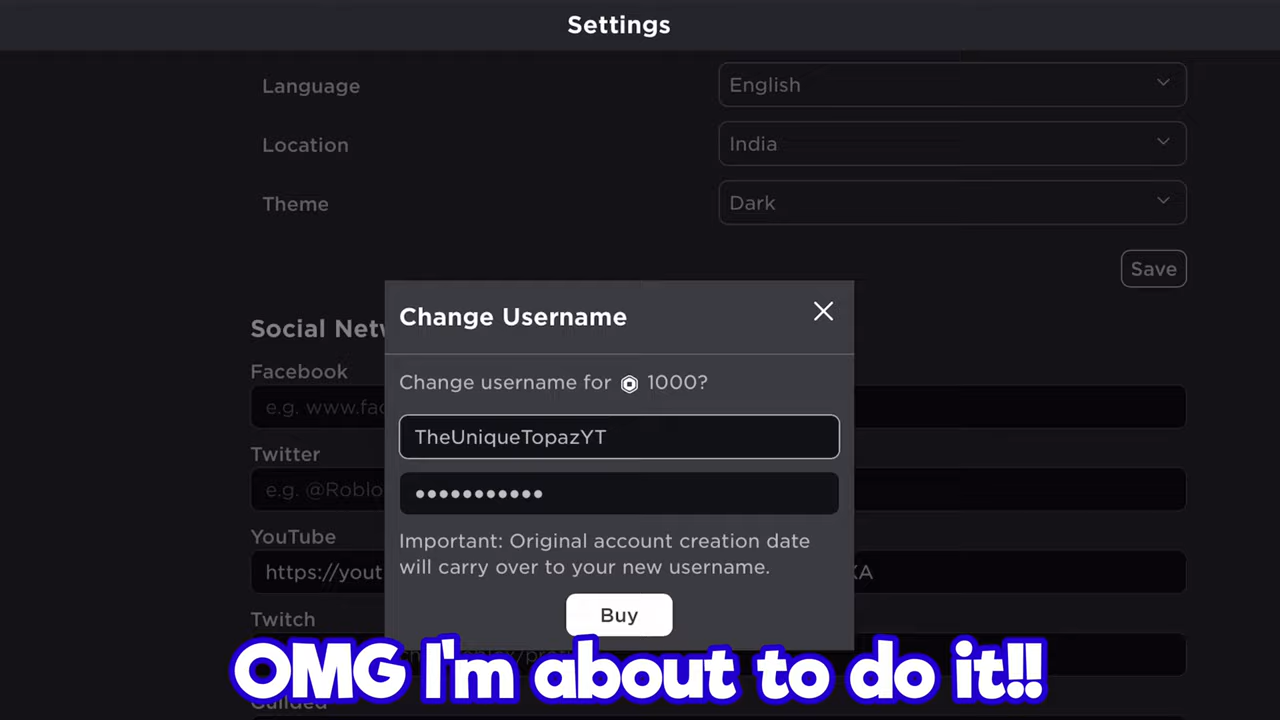 Settings
Language
English
Location
India
Theme
Dark
Save
Social Netw
Change Username
Change username for 1000?
Facebook
e.g. www.fac
TheUniqueTopazYT
Twitter
e.g. @Roblo
•••••••••••
YouTube
Important: Original account creation date
will carry over to your new username.
https://yout
KA
Buy
Twitch
OMG I'm about to do it!!
Guilded